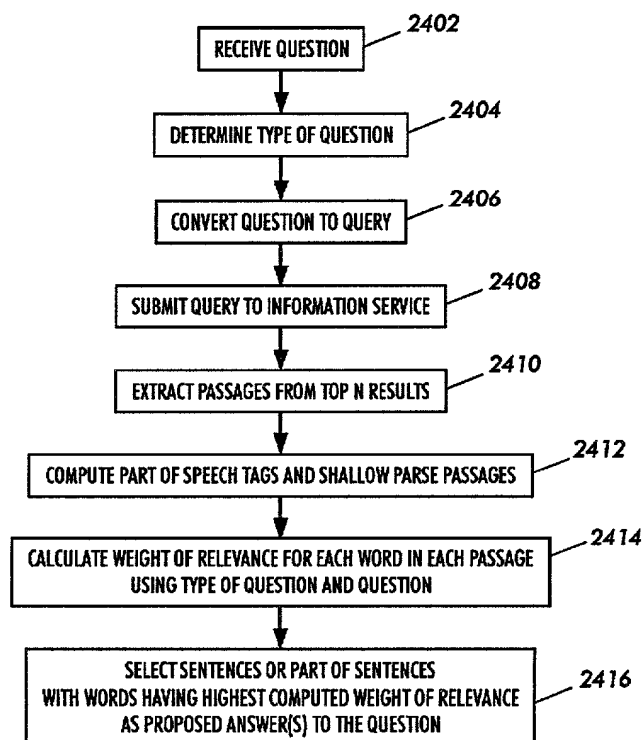 2402
RECEIVE QUESTION
2404
DETERMINE TYPE OF QUESTION
2406
CONVERT QUESTION TO QUERY
2408
SUBMIT QUERY TO INFORMATION SERVICE
2410
EXTRACT PASSAGES FROM TOP N RESULTS
2412
COMPUTE PART OF SPEECH TAGS AND SHALLOW PARSE PASSAGES
2414
CALCULATE WEIGHT OF RELEVANCE FOR EACH WORD IN EACH PASSAGE
USING TYPE OF QUESTION AND QUESTION
SELECT SENTENCES OR PART OF SENTENCES
WITH WORDS HAVING HIGHEST COMPUTED WEIGHT OF RELEVANCE
2416
AS PROPOSED ANSWER(S) TO THE QUESTION